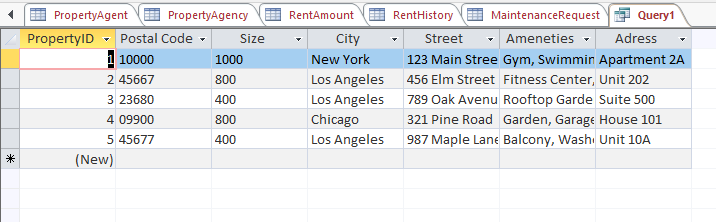 PropertyAgent PropertyAgency RentAmount RentHistory MaintenanceRequest Query1
PropertyID Postal Code Size City Street Ameneties Adress
1 10000 1000 New York 123 Main Stree Gym, Swimmin Apartment 2A
2 45667 800 Los Angeles 456 Elm Street Fitness Center, Unit 202
3 23680 400 Los Angeles 789 Oak Avenu Rooftop Garde Suite 500
4 09900 800 Chicago 321 Pine Road Garden, Garage House 101
5 45677 400 Los Angeles 987 Maple Lane Balcony, Washe Unit 10A
(New)